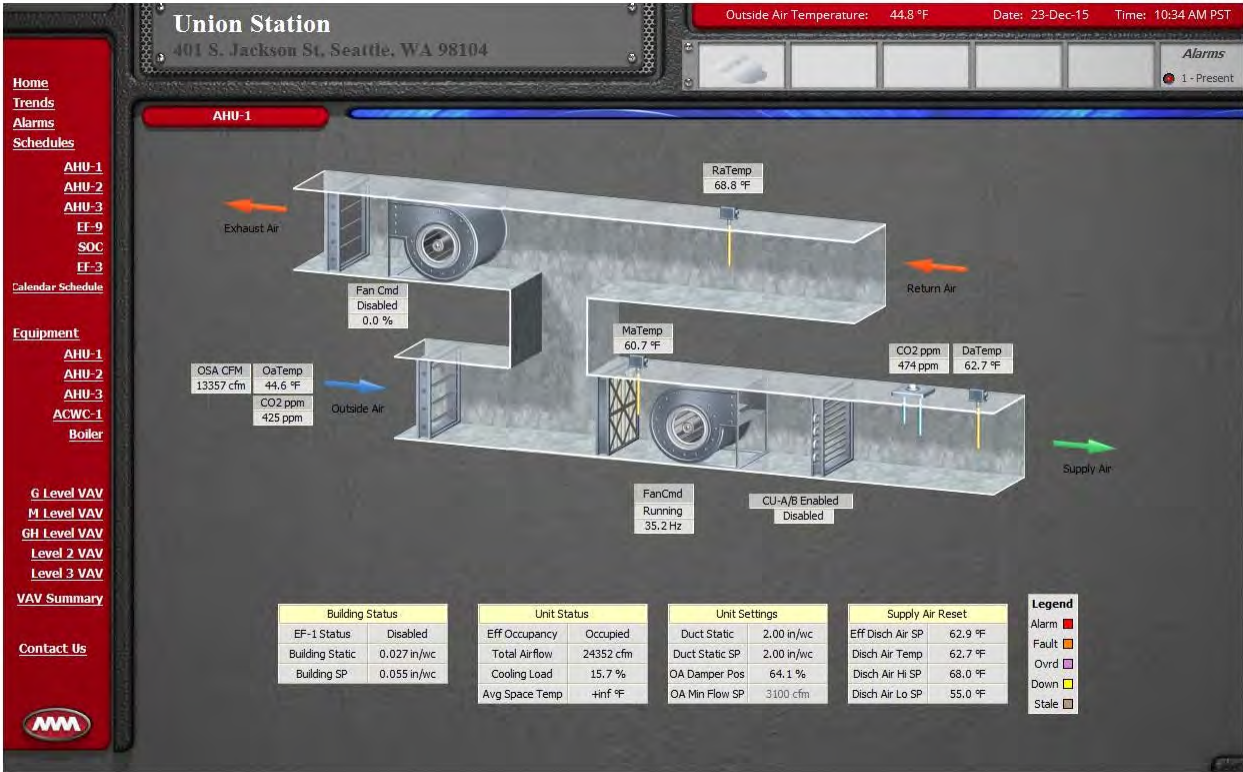 Union Station
401 S. Jackson St, Seattle, WA 98104
Outside Air Temperature: 44.8 °F Date: 23-Dec-15 Time: 10:34 AM PST
Alarms
1 - Present
Home
Trends
Alarms
Schedules
AHU-1
AHU-2
AHU-3
EF-9
SOC
EF-3
Calendar Schedule
Equipment
AHU-1
AHU-2
AHU-3
ACWC-1
Boiler
G Level VAV
M Level VAV
GH Level VAV
Level 2 VAV
Level 3 VAV
VAV Summary
Contact Us
AHU-1
RaTemp
68.8 °F
Exhaust Air
Return Air
Fan Cmd
Disabled
0.0 %
MaTemp
60.7 °F
CO2 ppm
474 ppm
DaTemp
62.7 °F
OSA CFM
13357 cfm
OaTemp
44.6 °F
CO2 ppm
425 ppm
Outside Air
Supply Air
FanCmd
Running
35.2 Hz
CU-A/B Enabled
Disabled
Building Status
EF-1 Status Disabled
Building Static 0.027 in/wc
Building SP 0.055 in/wc
Unit Status
Eff Occupancy Occupied
Total Airflow 24352 cfm
Cooling Load 15.7 %
Avg Space Temp +inf °F
Unit Settings
Duct Static 2.00 in/wc
Duct Static SP 2.00 in/wc
OA Damper Pos 64.1 %
OA Min Flow SP 3100 cfm
Supply Air Reset
Eff Disch Air SP 62.9 °F
Disch Air Temp 62.7 °F
Disch Air Hi SP 68.0 °F
Disch Air Lo SP 55.0 °F
Legend
Alarm
Fault
Ovrd
Down
Stale